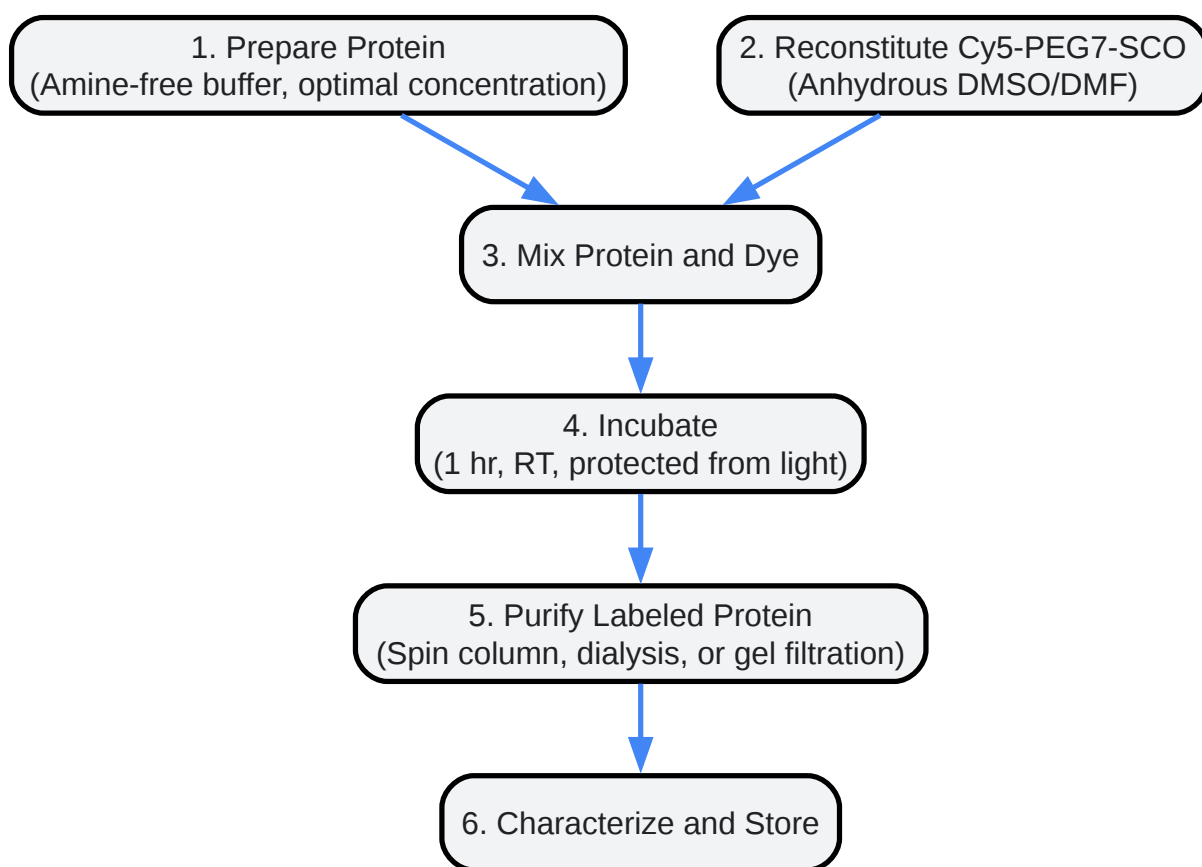 1. Prepare Protein
(Amine-free buffer, optimal concentration)
2. Reconstitute Cy5-PEG7-SCO
(Anhydrous DMSO/DMF)
3. Mix Protein and Dye
4. Incubate
(1 hr, RT, protected from light)
5. Purify Labeled Protein
(Spin column, dialysis, or gel filtration)
6. Characterize and Store